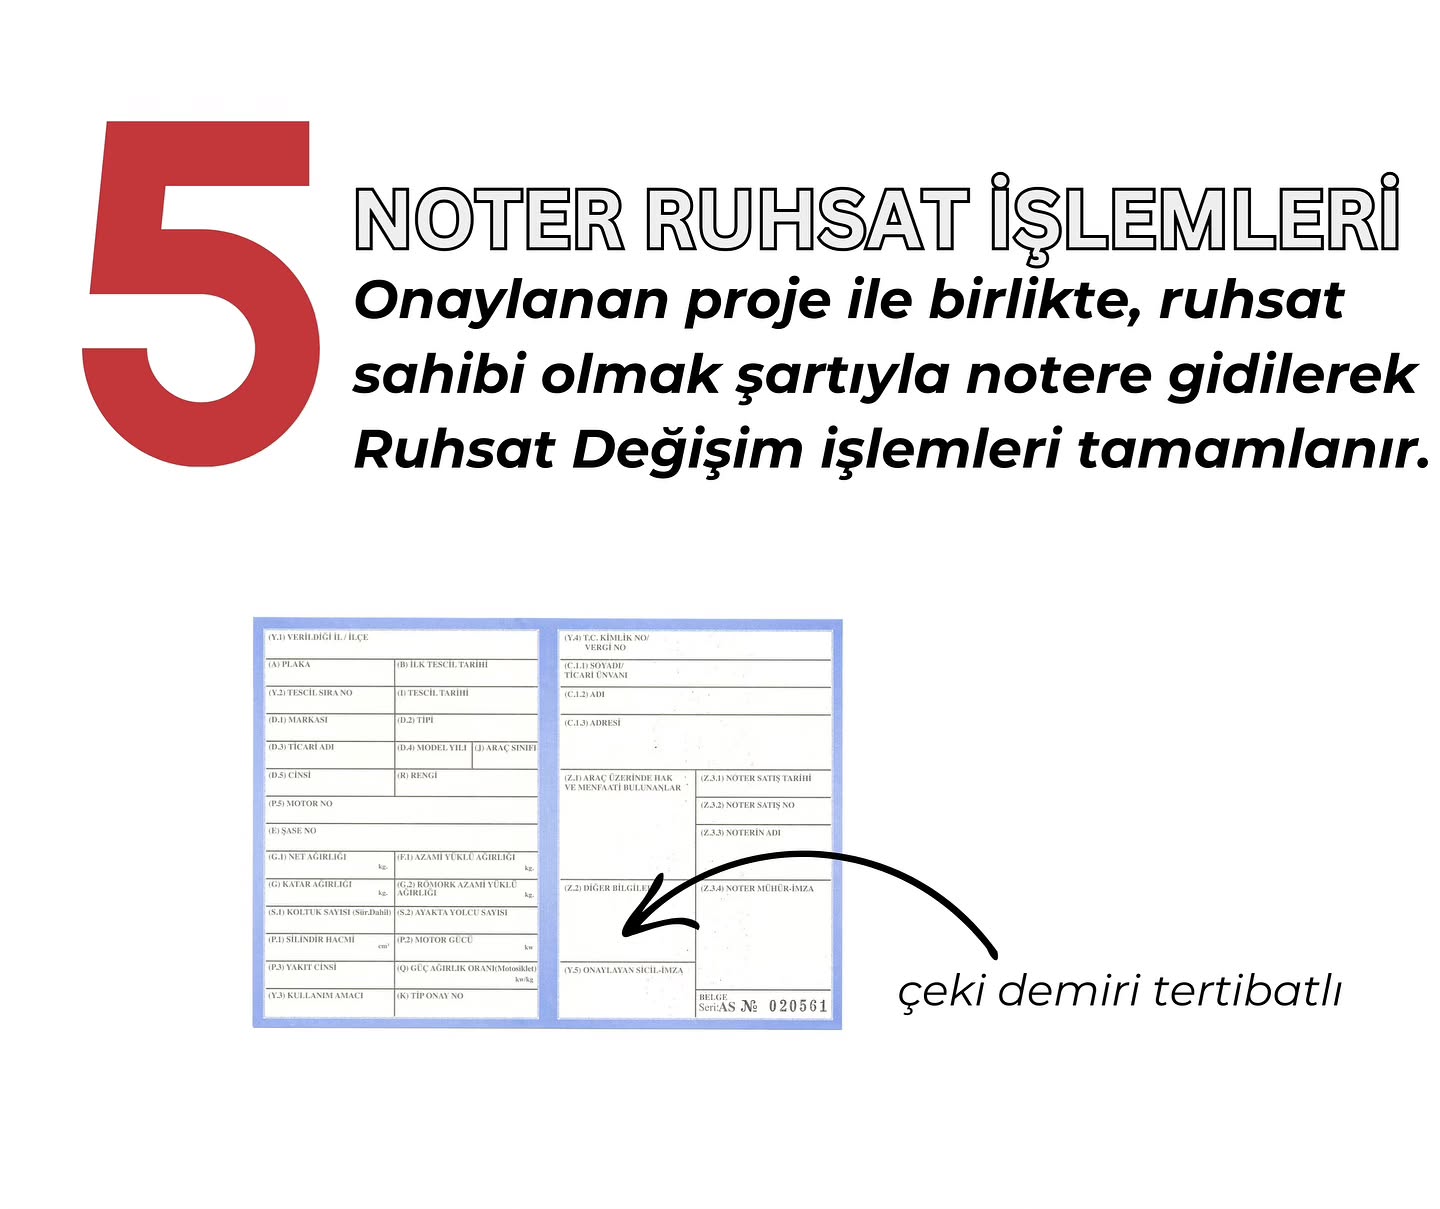 5
NOTER RUHSAT İŞLEMLERİ
Onaylanan proje ile birlikte, ruhsat
sahibi olmak şartıyla notere gidilerek
Ruhsat Değişim işlemleri tamamlanır.
(Y.1) VERİLDİĞİ İL / İLÇE
(A) PLAKA
(B) İLK TESCİL TARİHİ
(Y.2) TESCİL SIRA NO
(I) TESCİL TARİHİ
(D.1) MARKASI
(D.2) TİPİ
(D.3) TİCARİ ADI
(D.4) MODEL YILI
(J) ARAÇ SINIFI
(D.5) CİNSİ
(R) RENGİ
(P.5) MOTOR NO
(E) ŞASE NO
(G.1) NET AĞIRLIĞI
kg.
(F.1) AZAMİ YÜKLÜ AĞIRLIĞI
kg.
(G) KATAR AĞIRLIĞI
kg.
(G.2) RÖMORK AZAMİ YÜKLÜ
AĞIRLIĞI
kg.
(S.1) KOLTUK SAYISI (Sür.Dahil)
(S.2) AYAKTA YOLCU SAYISI
(P.1) SİLİNDİR HACMİ
cm³
(P.2) MOTOR GÜCÜ
kw
(P.3) YAKIT CİNSİ
(Q) GÜÇ AĞIRLIK ORANI(Motosiklet)
kw/kg
(Y.3) KULLANIM AMACI
(K) TİP ONAY NO
(Y.4) T.C. KİMLİK NO/
VERGİ NO
(C.1.1) SOYADI/
TİCARİ ÜNVANI
(C.1.2) ADI
(C.1.3) ADRESİ
(Z.1) ARAÇ ÜZERİNDE HAK
VE MENFAATİ BULUNANLAR
(Z.3.1) NOTER SATIŞ TARİHİ
(Z.3.2) NOTER SATIŞ NO
(Z.3.3) NOTERİN ADI
(Z.2) DİĞER BİLGİLER
(Z.3.4) NOTER MÜHÜR-İMZA
(Y.5) ONAYLAYAN SİCİL-İMZA
BELGE
Seri:AS № 020561
çeki demiri tertibatlı